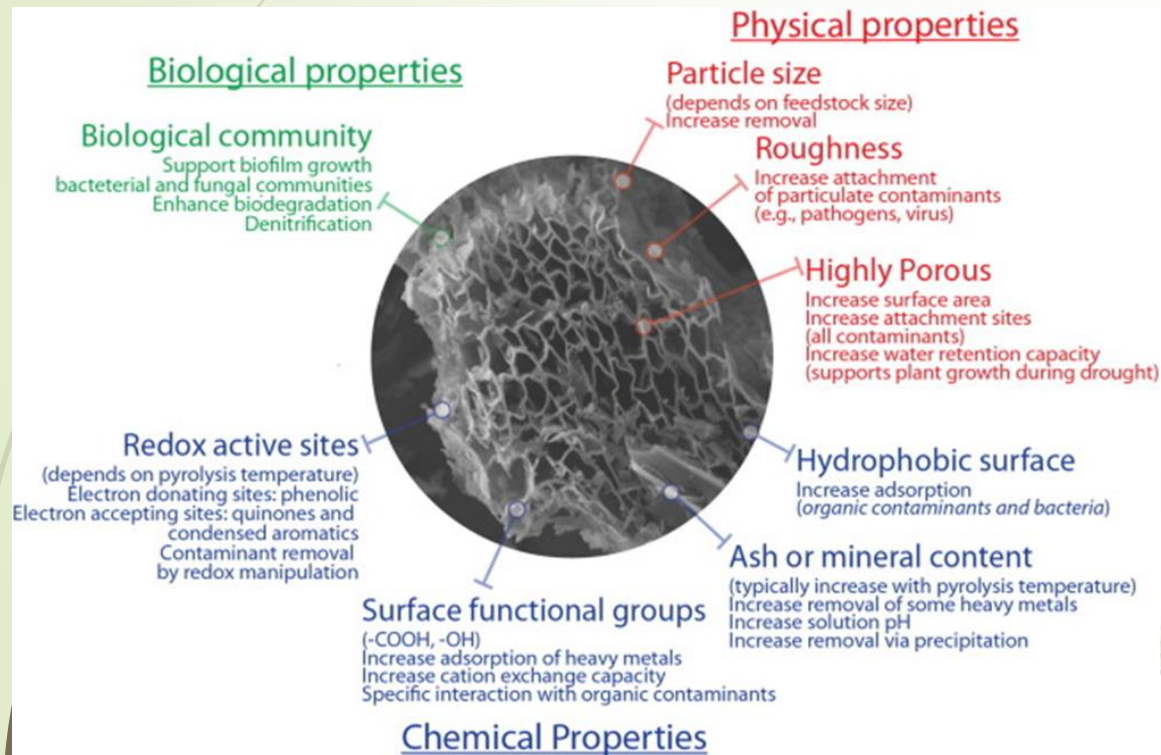 Physical properties
Particle size
(depends on feedstock size)
Increase removal
Roughness
Increase attachment
of particulate contaminants
(e.g., pathogens, virus)
Highly Porous
Increase surface area
Increase attachment sites
(all contaminants)
Increase water retention capacity
(supports plant growth during drought)
Biological properties
Biological community
Support biofilm growth
bacteterial and fungal communities
Enhance biodegradation
Denitrification
Redox active sites
(depends on pyrolysis temperature)
Electron donating sites: phenolic
Electron accepting sites: quinones and
condensed aromatics
Contaminant removal
by redox manipulation
Hydrophobic surface
Increase adsorption
(organic contaminants and bacteria)
Ash or mineral content
(typically increase with pyrolysis temperature)
Increase removal of some heavy metals
Increase solution pH
Increase removal via precipitation
Surface functional groups
(-COOH, -OH)
Increase adsorption of heavy metals
Increase cation exchange capacity
Specific interaction with organic contaminants
Chemical Properties